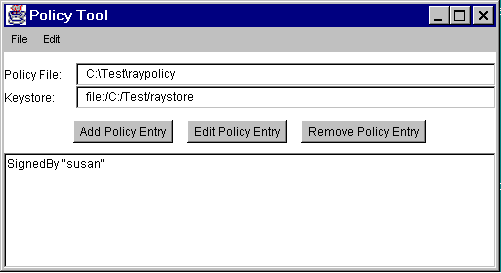 Policy Tool
File Edit
Policy File: C:\Test\raypolicy
Keystore: file:/C:/Test/raystore
Add Policy Entry Edit Policy Entry Remove Policy Entry
SignedBy "susan"